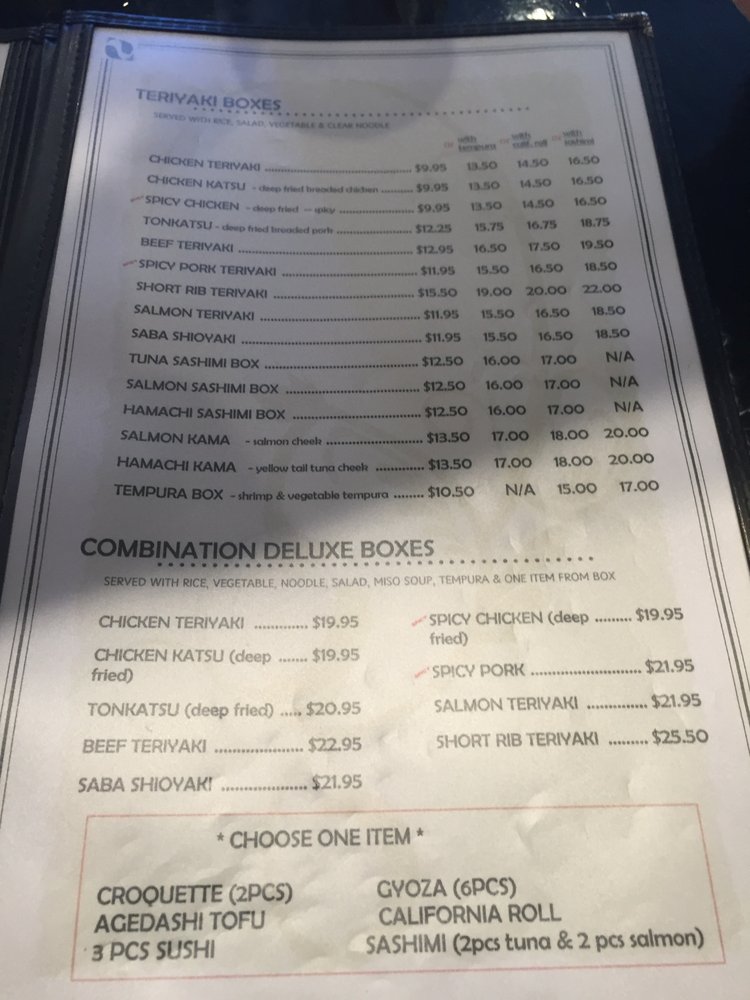 TERIYAKI BOXES
SERVED WITH RICE, SALAD, VEGETABLE & CLEAR NOODLE
or with tempura or with cali. roll or with sashimi
CHICKEN TERIYAKI ........ $9.95 13.50 14.50 16.50
CHICKEN KATSU - deep fried breaded chicken ........ $9.95 13.50 14.50 16.50
SPICY CHICKEN - deep fried -- spicy ........ $9.95 13.50 14.50 16.50
TONKATSU - deep fried breaded pork ........ $12.25 15.75 16.75 18.75
BEEF TERIYAKI ........ $12.95 16.50 17.50 19.50
SPICY PORK TERIYAKI ........ $11.95 15.50 16.50 18.50
SHORT RIB TERIYAKI ........ $15.50 19.00 20.00 22.00
SALMON TERIYAKI ........ $11.95 15.50 16.50 18.50
SABA SHIOYAKI ........ $11.95 15.50 16.50 18.50
TUNA SASHIMI BOX ........ $12.50 16.00 17.00 N/A
SALMON SASHIMI BOX ........ $12.50 16.00 17.00 N/A
HAMACHI SASHIMI BOX ........ $12.50 16.00 17.00 N/A
SALMON KAMA - salmon cheek ........ $13.50 17.00 18.00 20.00
HAMACHI KAMA - yellow tail tuna cheek ........ $13.50 17.00 18.00 20.00
TEMPURA BOX - shrimp & vegetable tempura ........ $10.50 N/A 15.00 17.00
COMBINATION DELUXE BOXES
SERVED WITH RICE, VEGETABLE, NOODLE, SALAD, MISO SOUP, TEMPURA & ONE ITEM FROM BOX
CHICKEN TERIYAKI ............. $19.95
CHICKEN KATSU (deep ....... $19.95
fried)
TONKATSU (deep fried) ..... $20.95
BEEF TERIYAKI ..................... $22.95
SABA SHIOYAKI .................... $21.95
SPICY CHICKEN (deep ......... $19.95
fried)
SPICY PORK ........................... $21.95
SALMON TERIYAKI .............. $21.95
SHORT RIB TERIYAKI ......... $25.50
* CHOOSE ONE ITEM *
CROQUETTE (2PCS)
AGEDASHI TOFU
3 PCS SUSHI
GYOZA (6PCS)
CALIFORNIA ROLL
SASHIMI (2pcs tuna & 2 pcs salmon)